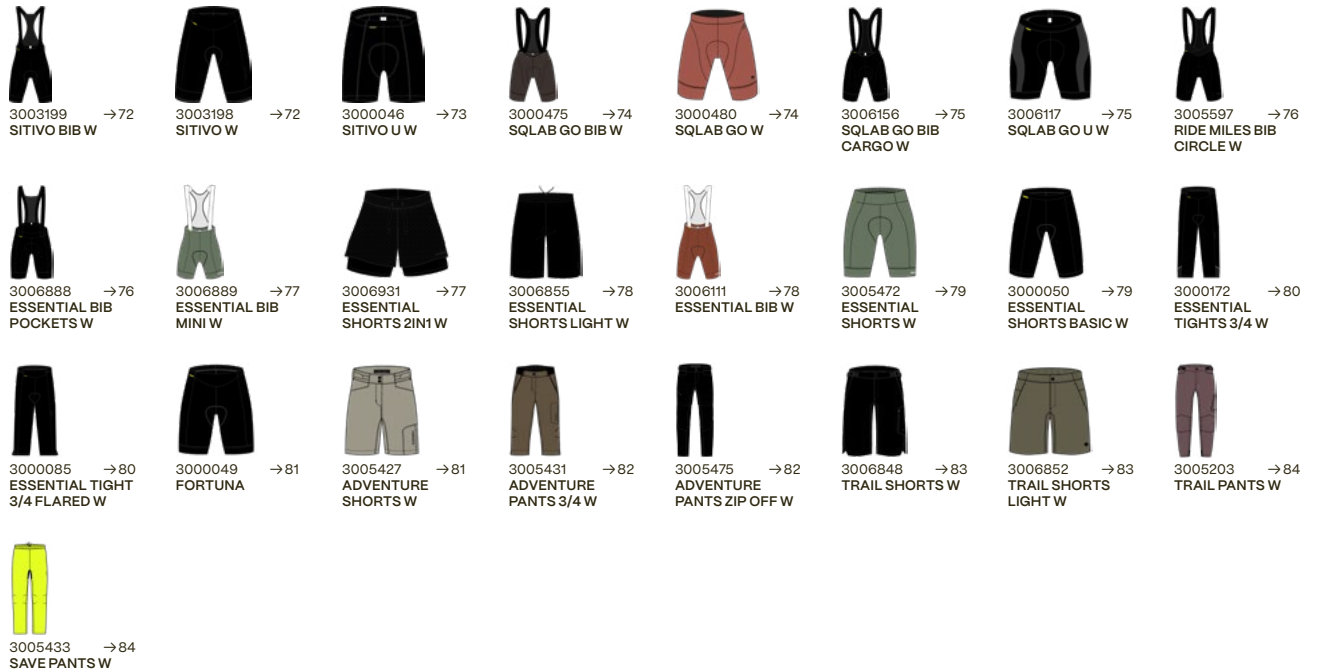 3003199 →72
SITIVO BIB W
3003198 →72
SITIVO W
3000046 →73
SITIVO U W
3000475 →74
SQLAB GO BIB W
3000480 →74
SQLAB GO W
3006156 →75
SQLAB GO BIB
CARGO W
3006117 →75
SQLAB GO U W
3005597 →76
RIDE MILES BIB
CIRCLE W
3006888 →76
ESSENTIAL BIB
POCKETS W
3006889 →77
ESSENTIAL BIB
MINI W
3006931 →77
ESSENTIAL
SHORTS 2IN1 W
3006855 →78
ESSENTIAL
SHORTS LIGHT W
3006111 →78
ESSENTIAL BIB W
3005472 →79
ESSENTIAL
SHORTS W
3000050 →79
ESSENTIAL
SHORTS BASIC W
3000172 →80
ESSENTIAL
TIGHTS 3/4 W
3000085 →80
ESSENTIAL TIGHT
3/4 FLARED W
3000049 →81
FORTUNA
3005427 →81
ADVENTURE
SHORTS W
3005431 →82
ADVENTURE
PANTS 3/4 W
3005475 →82
ADVENTURE
PANTS ZIP OFF W
3006848 →83
TRAIL SHORTS W
3006852 →83
TRAIL SHORTS
LIGHT W
3005203 →84
TRAIL PANTS W
3005433 →84
SAVE PANTS W